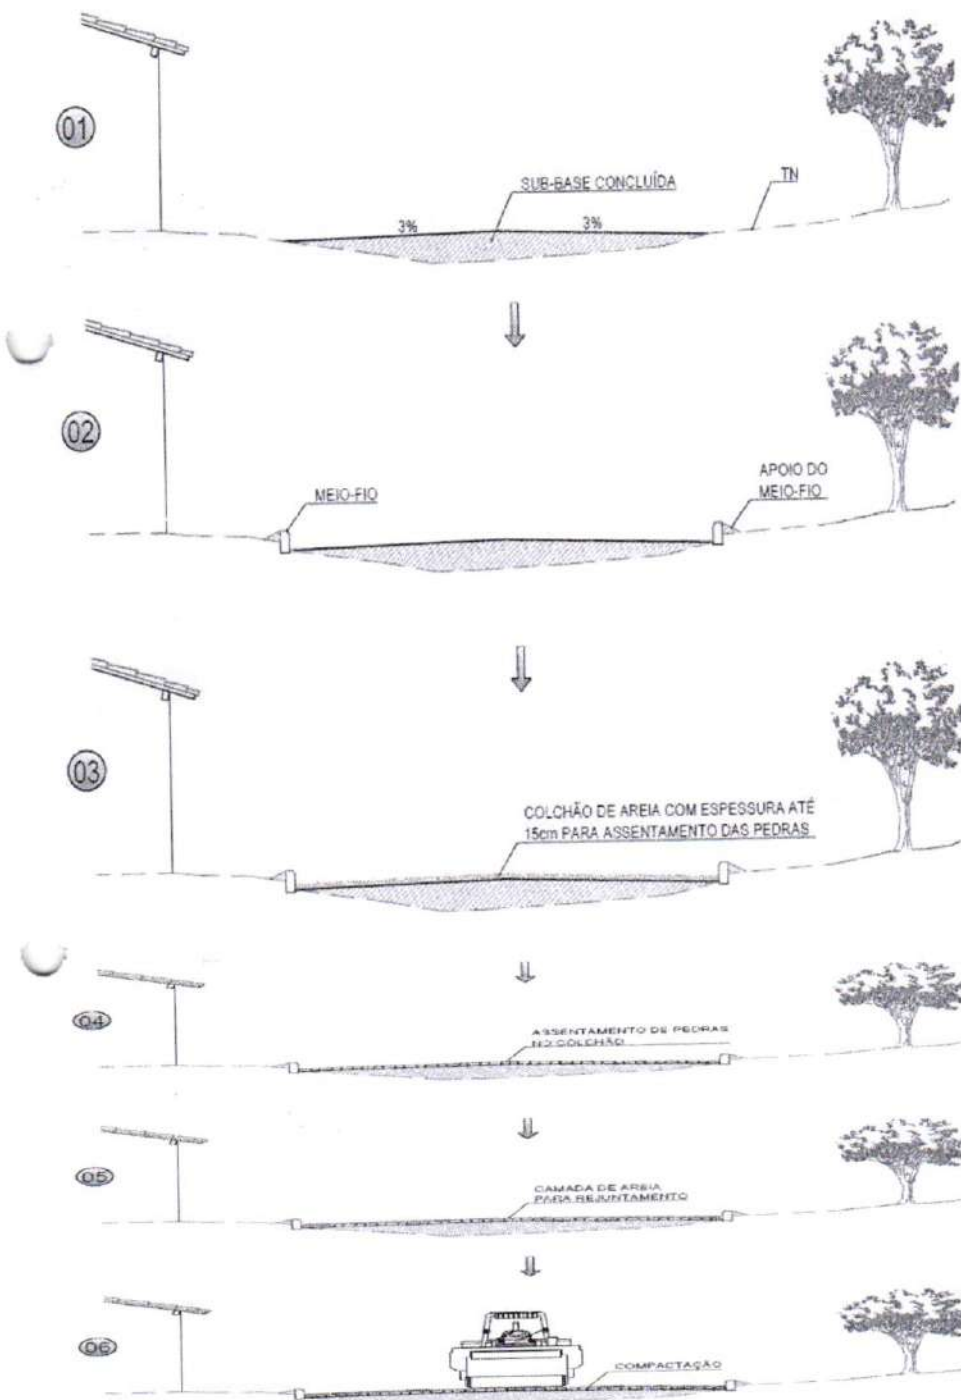 01
SUB-BASE CONCLUÍDA
TN
3%
3%
02
MEIO-FIO
APOIO DO
MEIO-FIO
03
COLCHÃO DE AREIA COM ESPESSURA ATÉ
15cm PARA ASSENTAMENTO DAS PEDRAS
04
ASSENTAMENTO DE PEDRAS
NO COLCHÃO
05
CAMADA DE AREIA
PARA REJUNTAMENTO
06
COMPACTAÇÃO